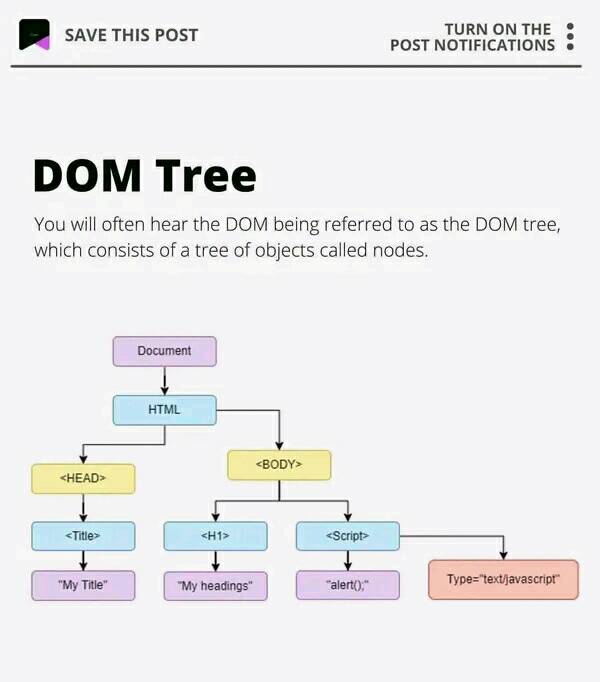 SAVE THIS POST
TURN ON THE
POST NOTIFICATIONS
DOM Tree
You will often hear the DOM being referred to as the DOM tree,
which consists of a tree of objects called nodes.
Document
HTML
<HEAD>
<BODY>
<Title>
<H1>
<Script>
"My Title"
"My headings"
"alert();"
Type="text/javascript"